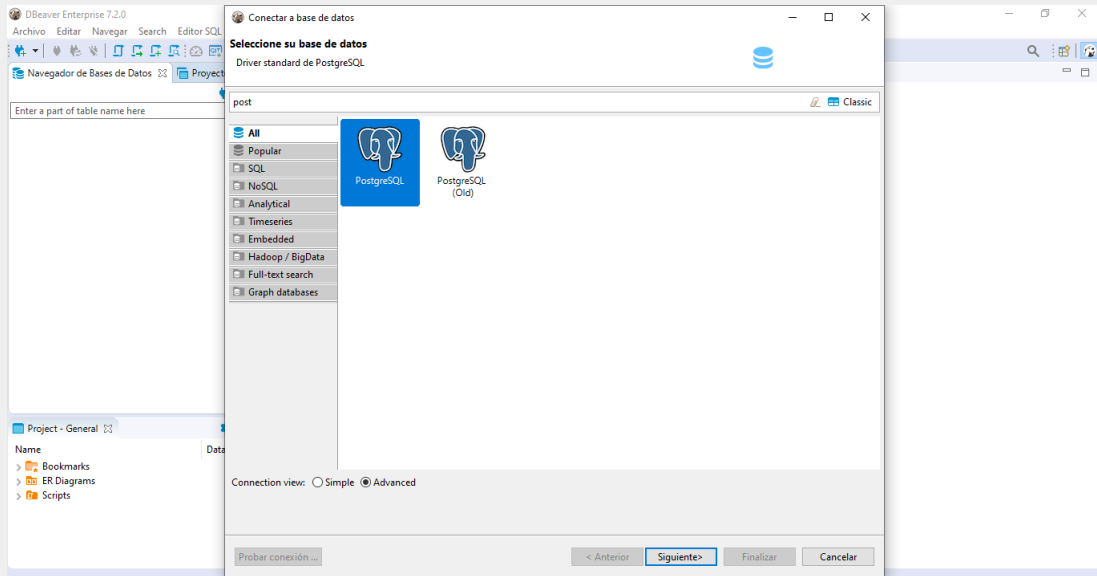 DBeaver Enterprise 7.2.0
Archivo Editar Navegar Search Editor SQL
Navegador de Bases de Datos
Proyect
Enter a part of table name here
Project - General
Name Data
Bookmarks
ER Diagrams
Scripts
Conectar a base de datos
Seleccione su base de datos
Driver standard de PostgreSQL
post
Classic
All
Popular
SQL
NoSQL
Analytical
Timeseries
Embedded
Hadoop / BigData
Full-text search
Graph databases
PostgreSQL
PostgreSQL
(Old)
Connection view: Simple Advanced
Probar conexión ... < Anterior Siguiente> Finalizar Cancelar